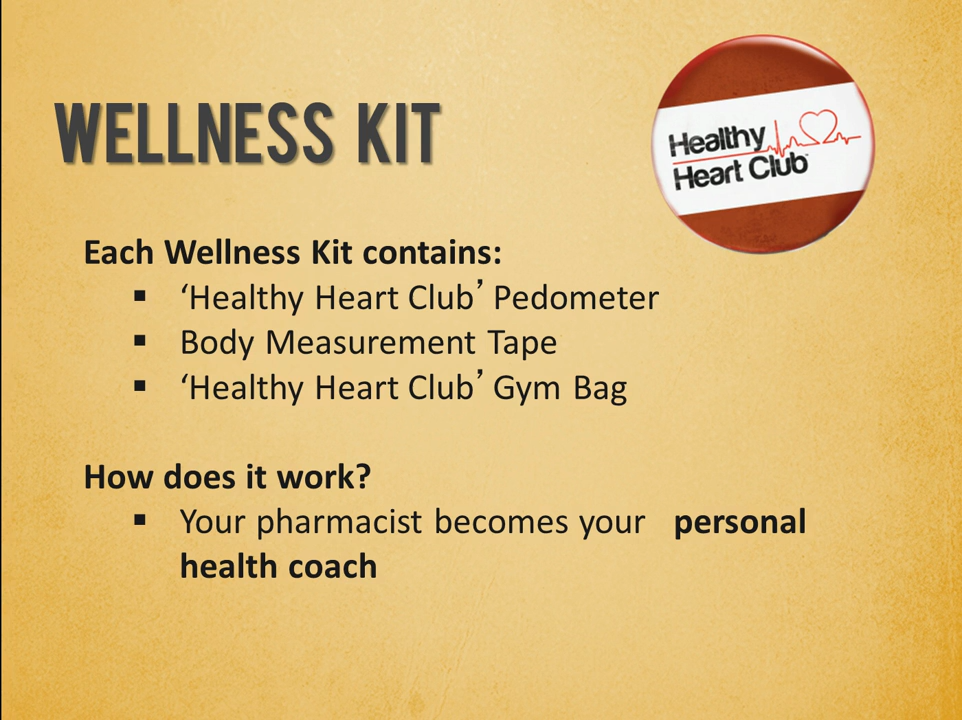 WELLNESS KIT
Healthy
Heart Club
Each Wellness Kit contains:
▪ ‘Healthy Heart Club’ Pedometer
▪ Body Measurement Tape
▪ ‘Healthy Heart Club’ Gym Bag
How does it work?
▪ Your pharmacist becomes your personal
health coach